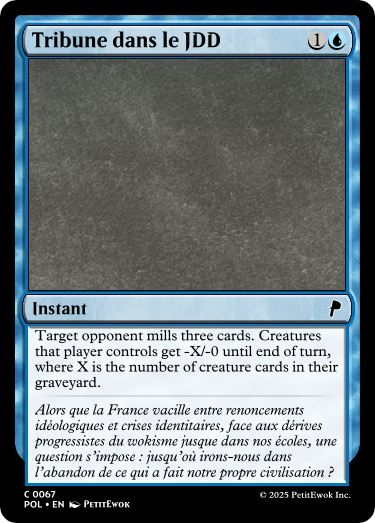 Tribune dans le JDD 1
Instant
Target opponent mills three cards. Creatures
that player controls get -X/-0 until end of turn,
where X is the number of creature cards in their
graveyard.
Alors que la France vacille entre renoncements
idéologiques et crises identitaires, face aux dérives
progressistes du wokisme jusque dans nos écoles, une
question s'impose : jusqu'où irons-nous dans
l'abandon de ce qui a fait notre propre civilisation ?
C 0067
POL • EN PetitEwok
© 2025 PetitEwok Inc.